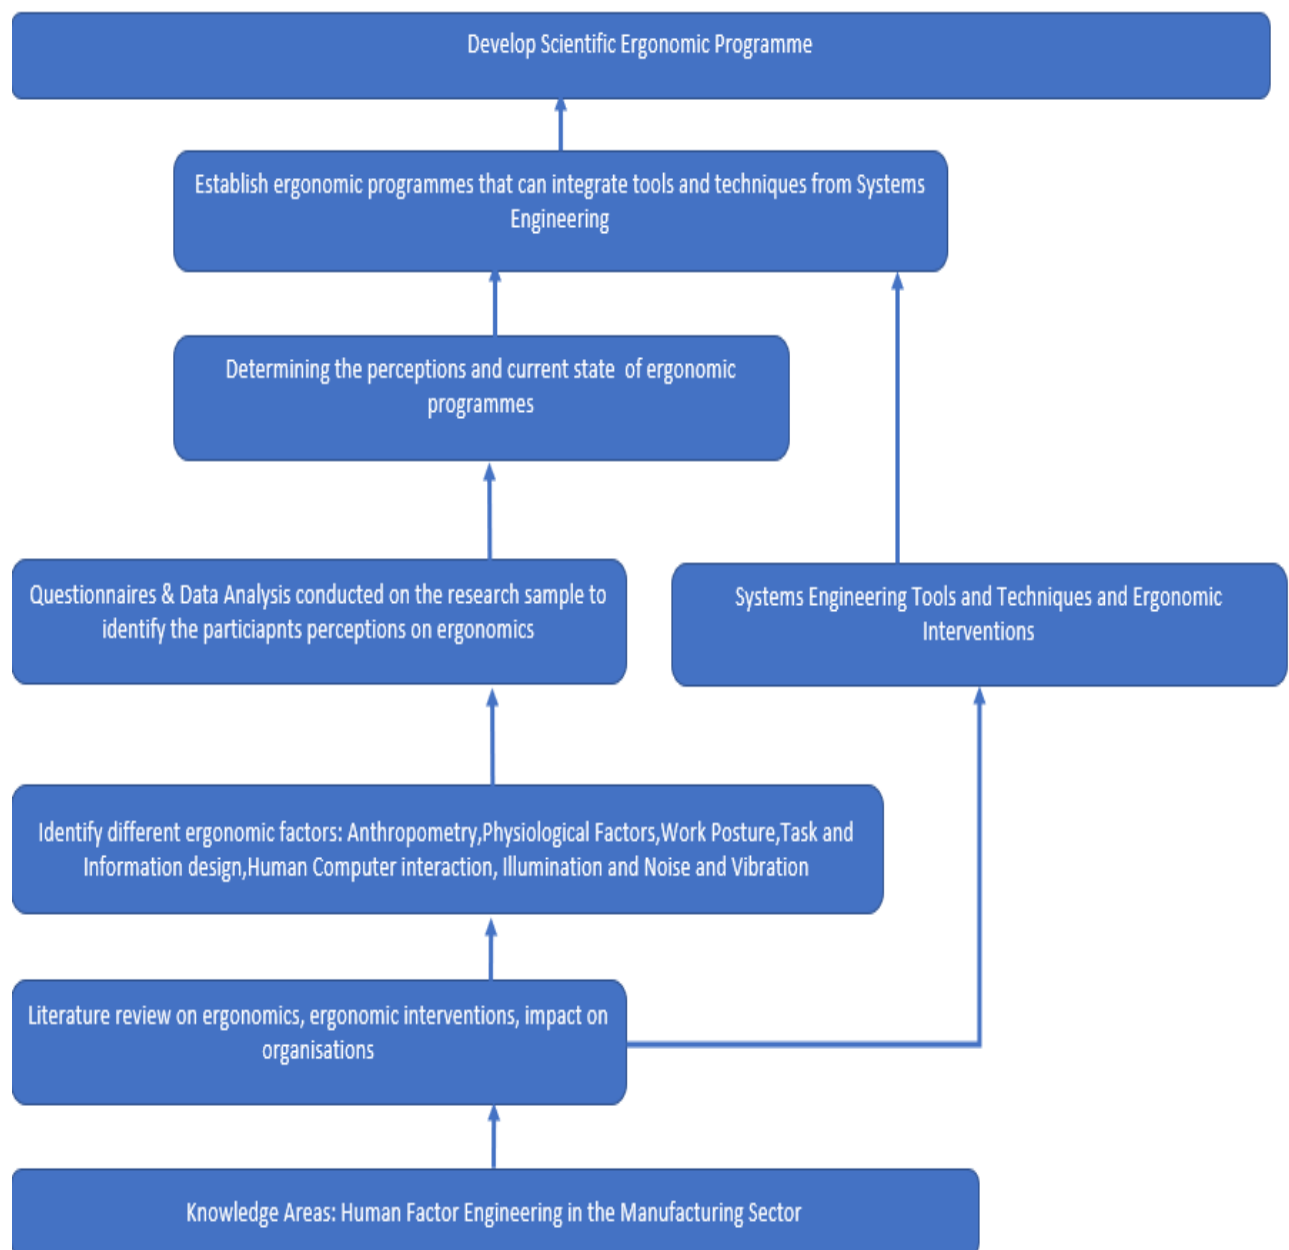 Develop Scientific Ergonomic Programme
Establish ergonomic programmes that can integrate tools and techniques from Systems
Engineering
Determining the perceptions and current state of ergonomic
programmes
Questionnaires & Data Analysis conducted on the research sample to
identify the particiapnts perceptions on ergonomics
Systems Engineering Tools and Techniques and Ergonomic
Interventions
Identify different ergonomic factors: Anthropometry,Physiological Factors,Work Posture,Task and
Information design,Human Computer interaction, Illumination and Noise and Vibration
Literature review on ergonomics, ergonomic interventions, impact on
organisations
Knowledge Areas: Human Factor Engineering in the Manufacturing Sector